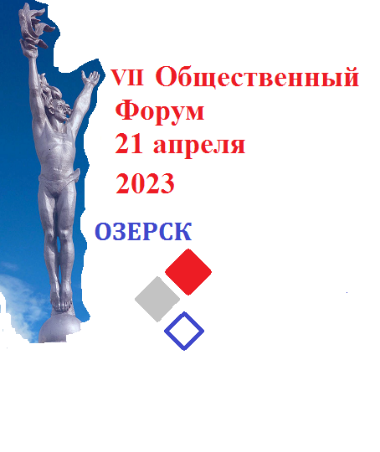 VII Общественный
Форум
21 апреля
2023
ОЗЕРСК